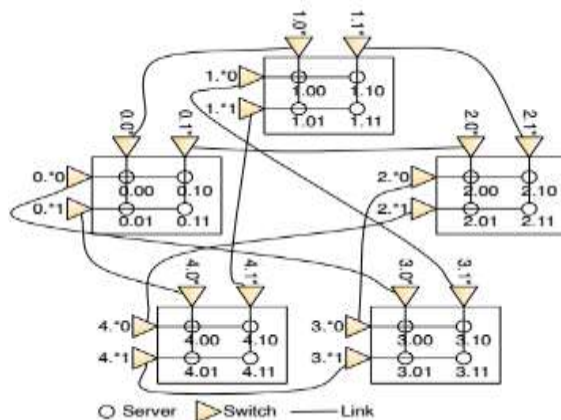 1.0* 1.1*
1.*0 1.00 1.10
1.*1 1.01 1.11
0.0* 0.1* 2.0* 2.1*
0.*0 0.00 0.10 2.*0 2.00 2.10
0.*1 0.01 0.11 2.*1 2.01 2.11
4.0* 4.1* 3.0* 3.1*
4.*0 4.00 4.10 3.*0 3.00 3.10
4.*1 4.01 4.11 3.*1 3.01 3.11
Server Switch Link